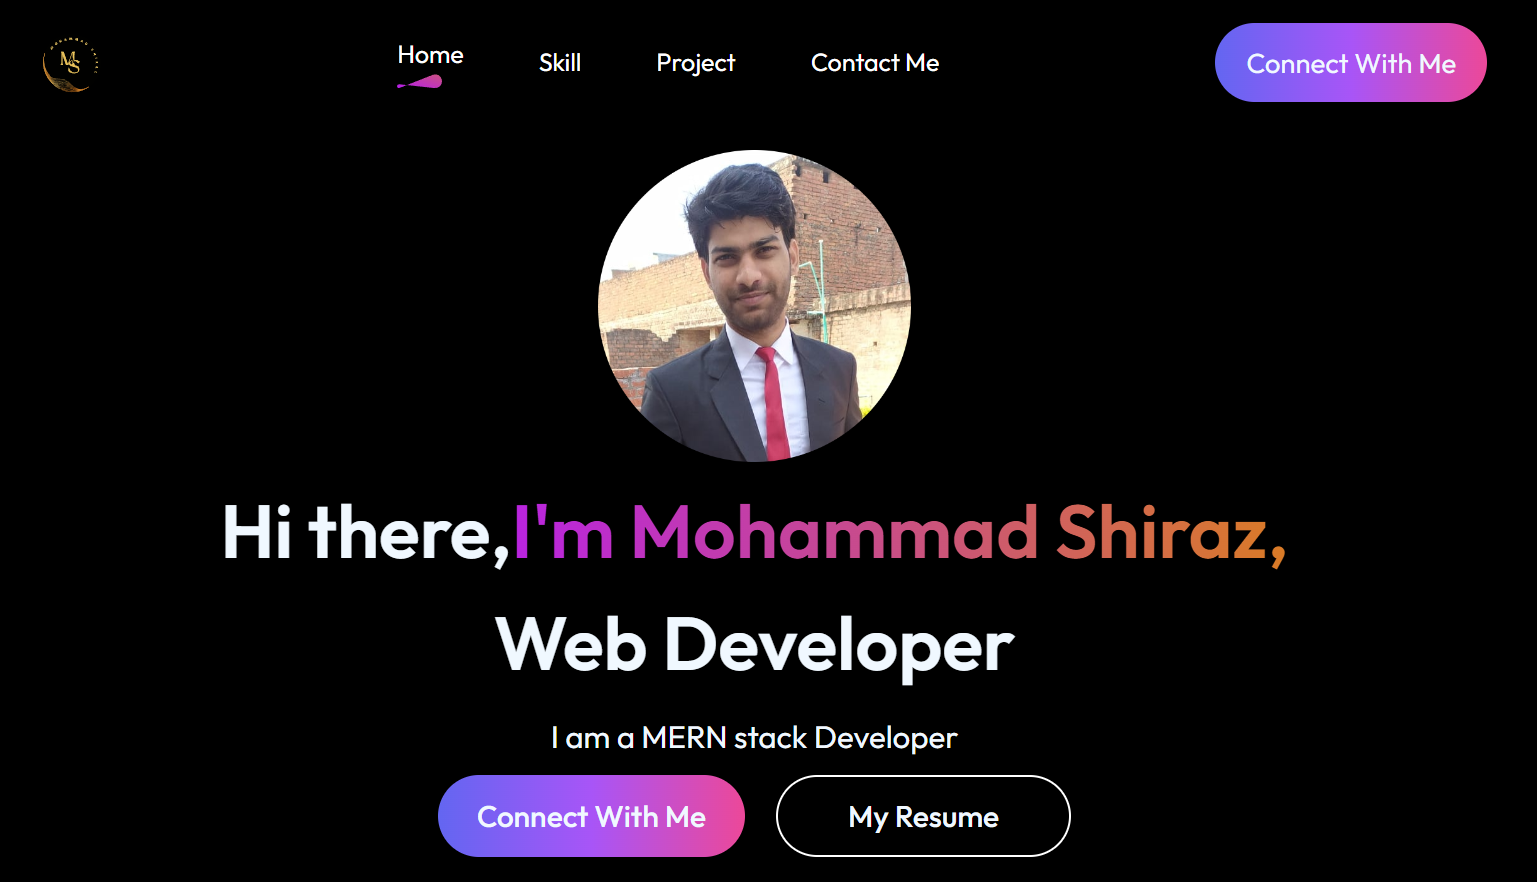 MS
Home
Skill
Project
Contact Me
Connect With Me
Hi there,I'm Mohammad Shiraz,
Web Developer
I am a MERN stack Developer
Connect With Me
My Resume